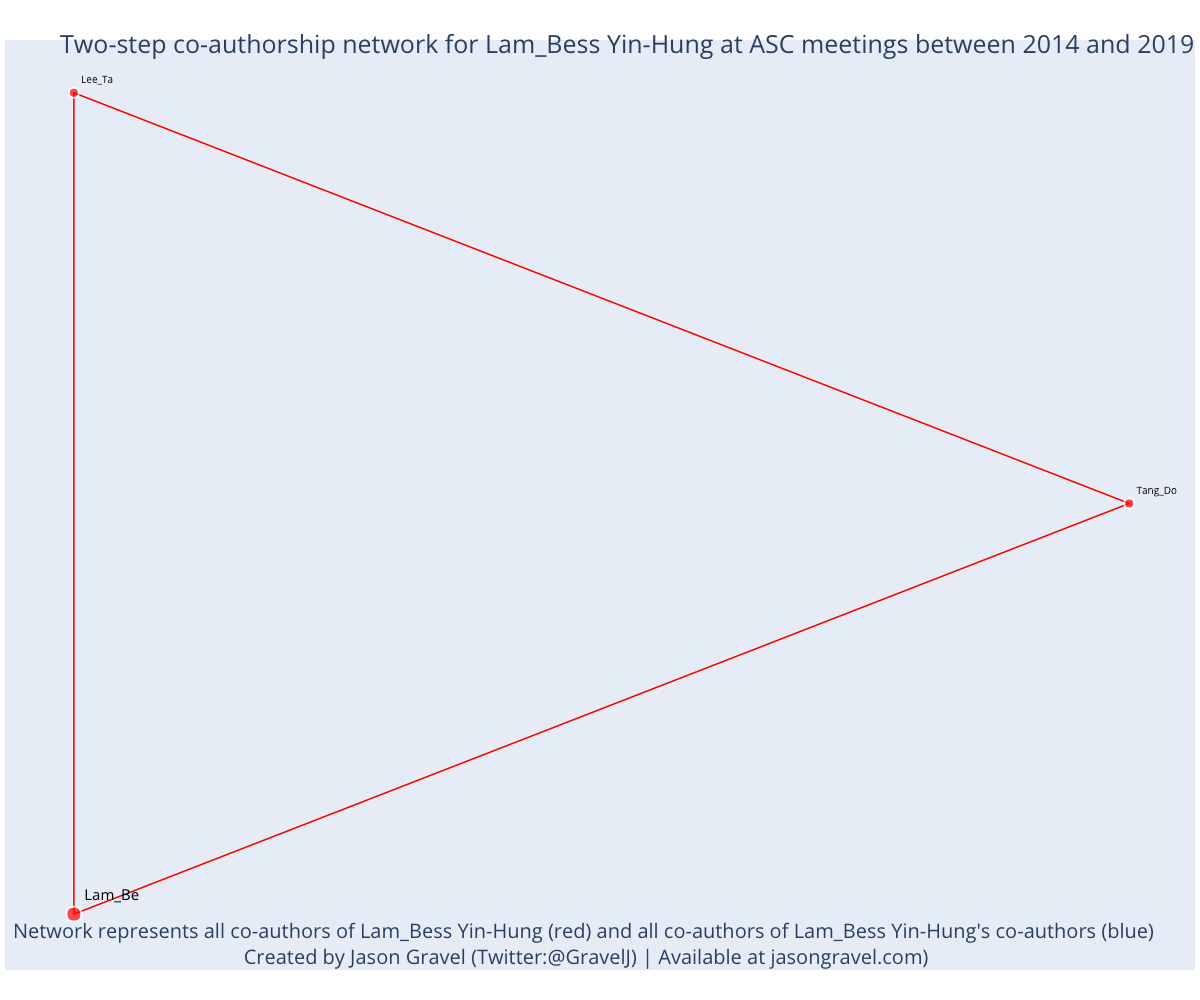 Two-step co-authorship network for Lam_Bess Yin-Hung at ASC meetings between 2014 and 2019
Lee_Ta
Tang_Do
Lam_Be
Network represents all co-authors of Lam_Bess Yin-Hung (red) and all co-authors of Lam_Bess Yin-Hung's co-authors (blue)
Created by Jason Gravel (Twitter:@GravelJ) | Available at jasongravel.com)